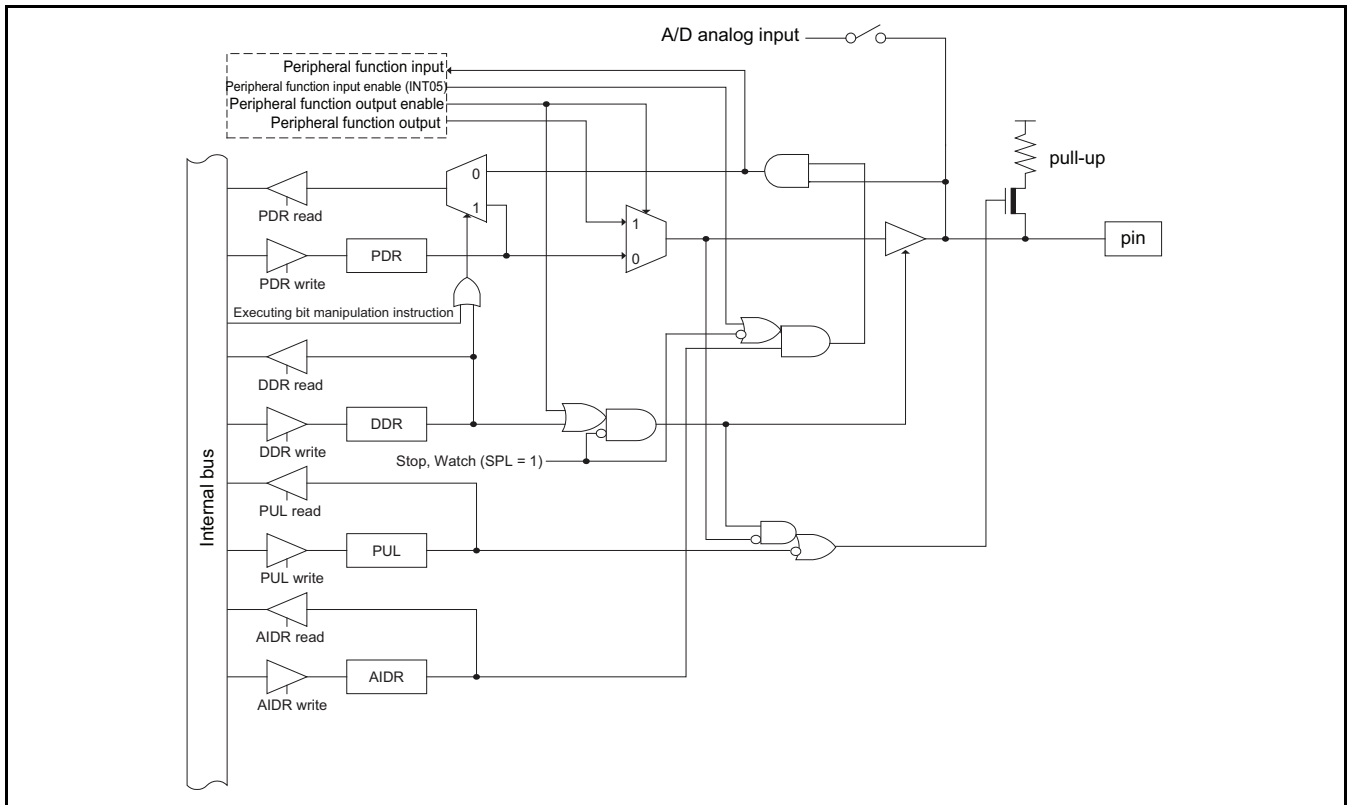 A/D analog input
Peripheral function input
Peripheral function input enable (INT05)
Peripheral function output enable
Peripheral function output
pull-up
0
1
PDR read
1
0
pin
PDR
PDR write
Executing bit manipulation instruction
DDR read
DDR
DDR write
Stop, Watch (SPL = 1)
PUL read
Internal bus
PUL
PUL write
AIDR read
AIDR
AIDR write